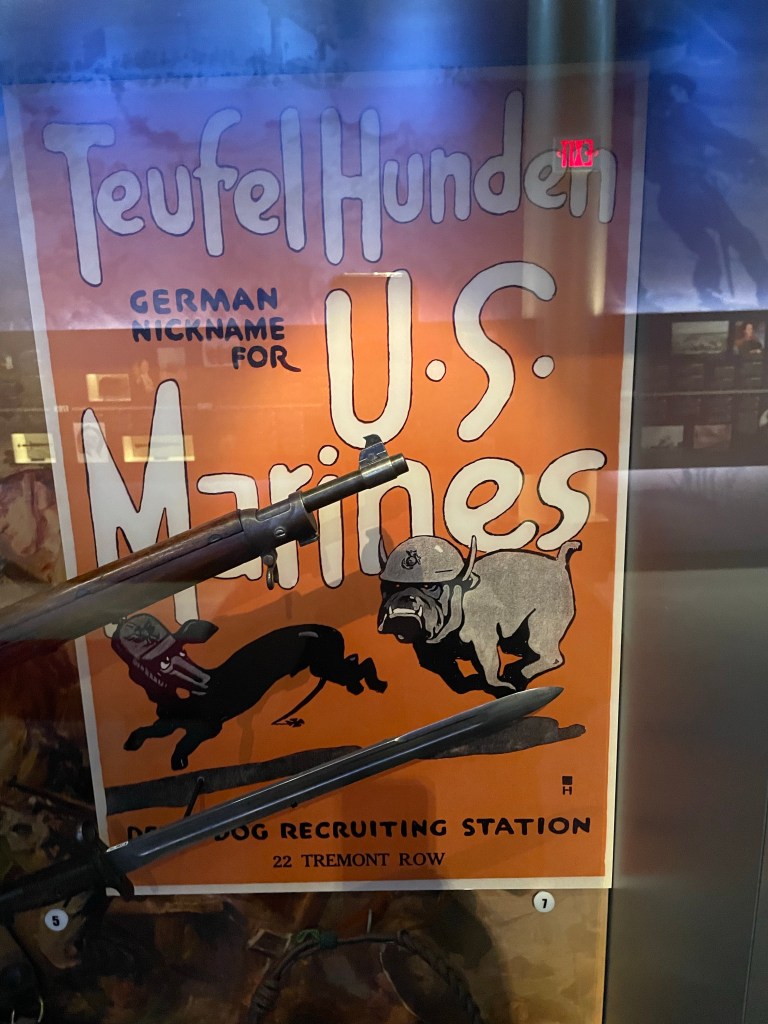 Teufel Hunden
GERMAN
NICKNAME
FOR
U.S.
Marines
H
DOG RECRUITING STATION
22 TREMONT ROW
5
7